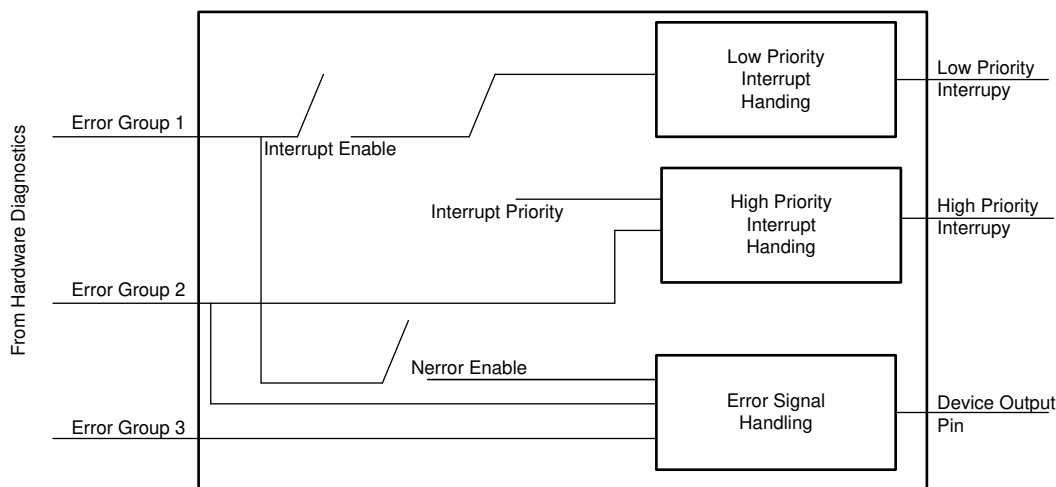 From Hardware Diagnostics
Error Group 1
Interrupt Enable
Low Priority
Interrupt
Handing
Low Priority
Interrupy
Interrupt Priority
High Priority
Interrupt
Handing
High Priority
Interrupy
Error Group 2
Nerror Enable
Error Signal
Handling
Device Output
Pin
Error Group 3